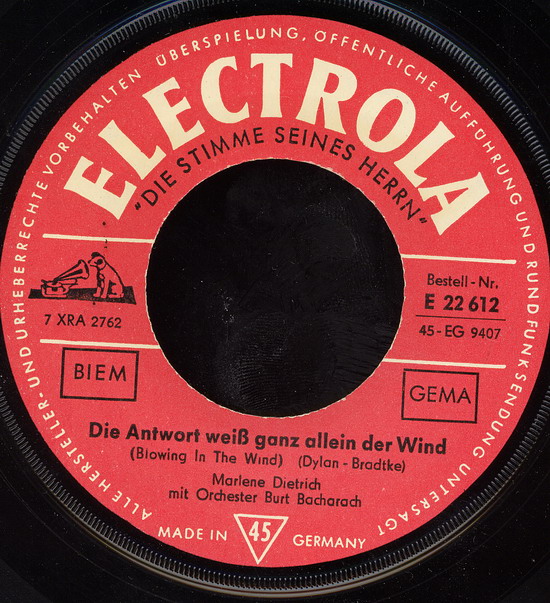 ALLE HERSTELLER- UND URHEBERRECHTE VORBEHALTEN ÜBERSPIELUNG, ÖFFENTLICHE AUFFÜHRUNG UND RUNDFUNKSENDUNG UNTERSAGT
ELECTROLA
"DIE STIMME SEINES HERRN"
7 XRA 2762
Bestell-Nr.
E 22 612
45-EG 9407
BIEM
GEMA
Die Antwort weiß ganz allein der Wind
(Blowing In The Wind) (Dylan - Bradtke)
Marlene Dietrich
mit Orchester Burt Bacharach
MADE IN 45 GERMANY